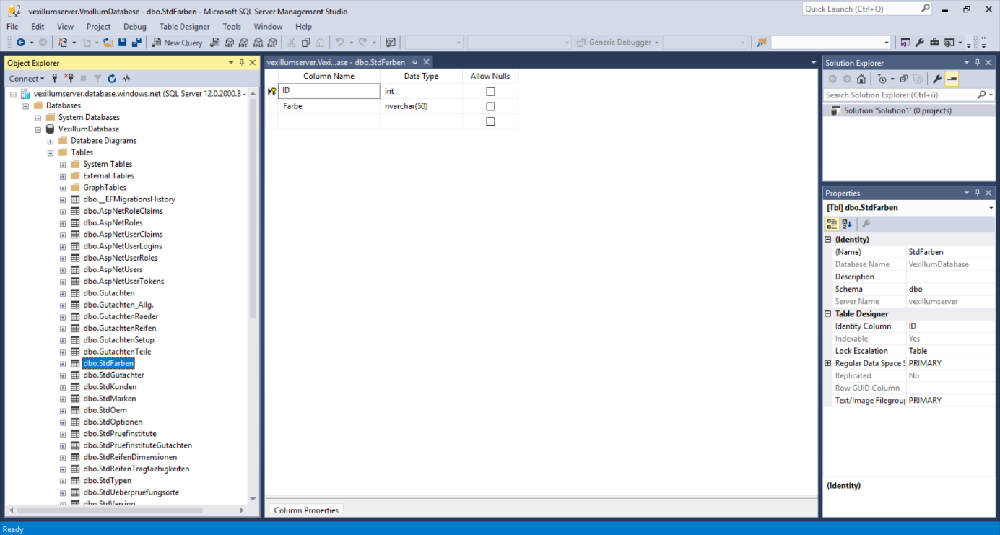 vexillumserver.VexillumDatabase - dbo.StdFarben - Microsoft SQL Server Management Studio
Quick Launch (Ctrl+Q)
File Edit View Project Debug Table Designer Tools Window Help
New Query
Generic Debugger
Object Explorer
Connect
vexillumserver.database.windows.net (SQL Server 12.0.2000.8 -
Databases
System Databases
VexillumDatabase
Database Diagrams
Tables
System Tables
External Tables
GraphTables
dbo.__EFMigrationsHistory
dbo.AspNetRoleClaims
dbo.AspNetRoles
dbo.AspNetUserClaims
dbo.AspNetUserLogins
dbo.AspNetUserRoles
dbo.AspNetUsers
dbo.AspNetUserTokens
dbo.Gutachten
dbo.Gutachten_Allg.
dbo.GutachtenRaeder
dbo.GutachtenReifen
dbo.GutachtenSetup
dbo.GutachtenTeile
dbo.StdFarben
dbo.StdGutachter
dbo.StdKunden
dbo.StdMarken
dbo.StdOem
dbo.StdOptionen
dbo.StdPruefinstitute
dbo.StdPruefinstituteGutachten
dbo.StdReifenDimensionen
dbo.StdReifenTragfaehigkeiten
dbo.StdTypen
dbo.StdUeberpruefungsorte
dbo.StdVersion
vexillumserver.Vexi...ase - dbo.StdFarben
Column Name Data Type Allow Nulls
ID int
Farbe nvarchar(50)
Column Properties
Solution Explorer
Search Solution Explorer (Ctrl+ü)
Solution 'Solution1' (0 projects)
Properties
[Tbl] dbo.StdFarben
(Identity)
(Name) StdFarben
Database Name VexillumDatabase
Description
Schema dbo
Server Name vexillumserver
Table Designer
Identity Column ID
Indexable Yes
Lock Escalation Table
Regular Data Space S PRIMARY
Replicated No
Row GUID Column
Text/Image Filegroup PRIMARY
(Identity)
Ready